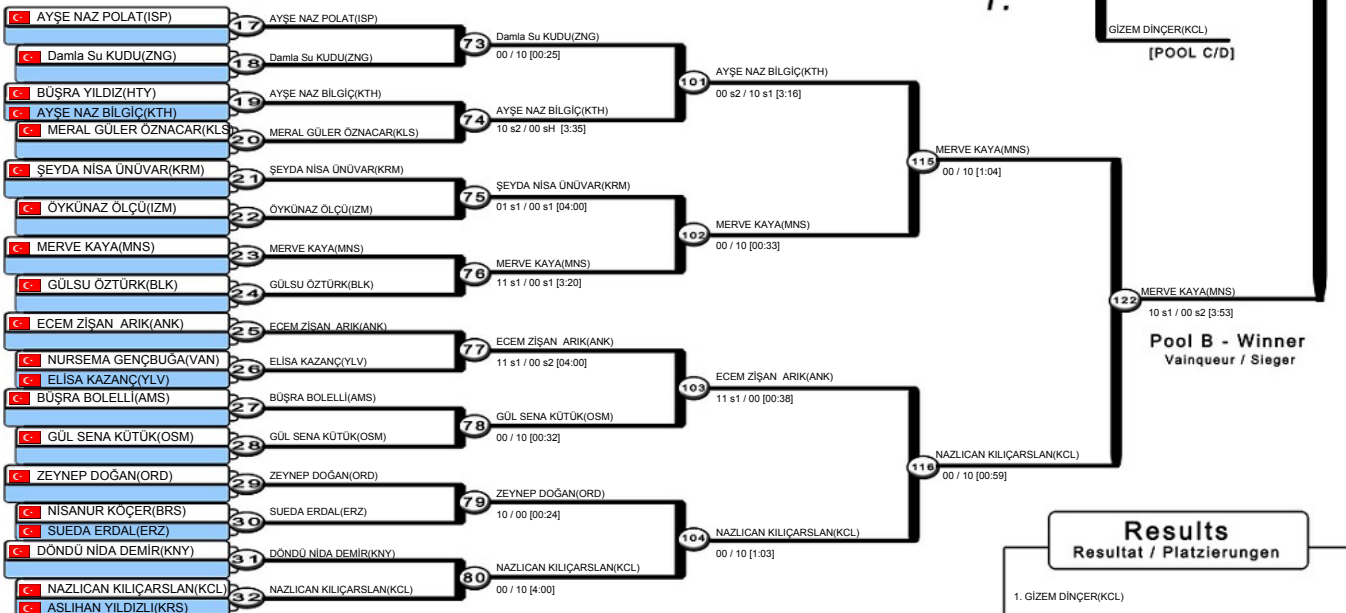 AYŞE NAZ POLAT(ISP)
Damla Su KUDU(ZNG)
BÜŞRA YILDIZ(HTY)
AYŞE NAZ BİLGİÇ(KTH)
MERAL GÜLER ÖZNACAR(KLS)
ŞEYDA NİSA ÜNÜVAR(KRM)
ÖYKÜNAZ ÖLÇÜ(IZM)
MERVE KAYA(MNS)
GÜLSU ÖZTÜRK(BLK)
ECEM ZİŞAN ARIK(ANK)
NURSEMA GENÇBUĞA(VAN)
ELİSA KAZANÇ(YLV)
BÜŞRA BOLELLİ(AMS)
GÜL SENA KÜTÜK(OSM)
ZEYNEP DOĞAN(ORD)
NİSANUR KÖÇER(BRS)
SUEDA ERDAL(ERZ)
DÖNDÜ NİDA DEMİR(KNY)
NAZLICAN KILIÇARSLAN(KCL)
ASLIHAN YILDIZLI(KRS)
17
AYŞE NAZ POLAT(ISP)
18
Damla Su KUDU(ZNG)
19
AYŞE NAZ BİLGİÇ(KTH)
20
MERAL GÜLER ÖZNACAR(KLS)
21
ŞEYDA NİSA ÜNÜVAR(KRM)
22
ÖYKÜNAZ ÖLÇÜ(IZM)
23
MERVE KAYA(MNS)
24
GÜLSU ÖZTÜRK(BLK)
25
ECEM ZİŞAN ARIK(ANK)
26
ELİSA KAZANÇ(YLV)
27
BÜŞRA BOLELLİ(AMS)
28
GÜL SENA KÜTÜK(OSM)
29
ZEYNEP DOĞAN(ORD)
30
SUEDA ERDAL(ERZ)
31
DÖNDÜ NİDA DEMİR(KNY)
32
NAZLICAN KILIÇARSLAN(KCL)
73
Damla Su KUDU(ZNG)
00 / 10 [00:25]
74
AYŞE NAZ BİLGİÇ(KTH)
10 s2 / 00 sH [3:35]
75
ŞEYDA NİSA ÜNÜVAR(KRM)
01 s1 / 00 s1 [04:00]
76
MERVE KAYA(MNS)
11 s1 / 00 s1 [3:20]
77
ECEM ZİŞAN ARIK(ANK)
11 s1 / 00 s2 [04:00]
78
GÜL SENA KÜTÜK(OSM)
00 / 10 [00:32]
79
ZEYNEP DOĞAN(ORD)
10 / 00 [00:24]
80
NAZLICAN KILIÇARSLAN(KCL)
00 / 10 [4:00]
101
AYŞE NAZ BİLGİÇ(KTH)
00 s2 / 10 s1 [3:16]
102
MERVE KAYA(MNS)
00 / 10 [00:33]
103
ECEM ZİŞAN ARIK(ANK)
11 s1 / 00 [00:38]
104
NAZLICAN KILIÇARSLAN(KCL)
00 / 10 [1:03]
115
MERVE KAYA(MNS)
00 / 10 [1:04]
116
NAZLICAN KILIÇARSLAN(KCL)
00 / 10 [00:59]
122
MERVE KAYA(MNS)
10 s1 / 00 s2 [3:53]
Pool B - Winner
Vainqueur / Sieger
GİZEM DİNÇER(KCL)
[POOL C/D]
Results
Resultat / Platzierungen
1. GİZEM DİNÇER(KCL)